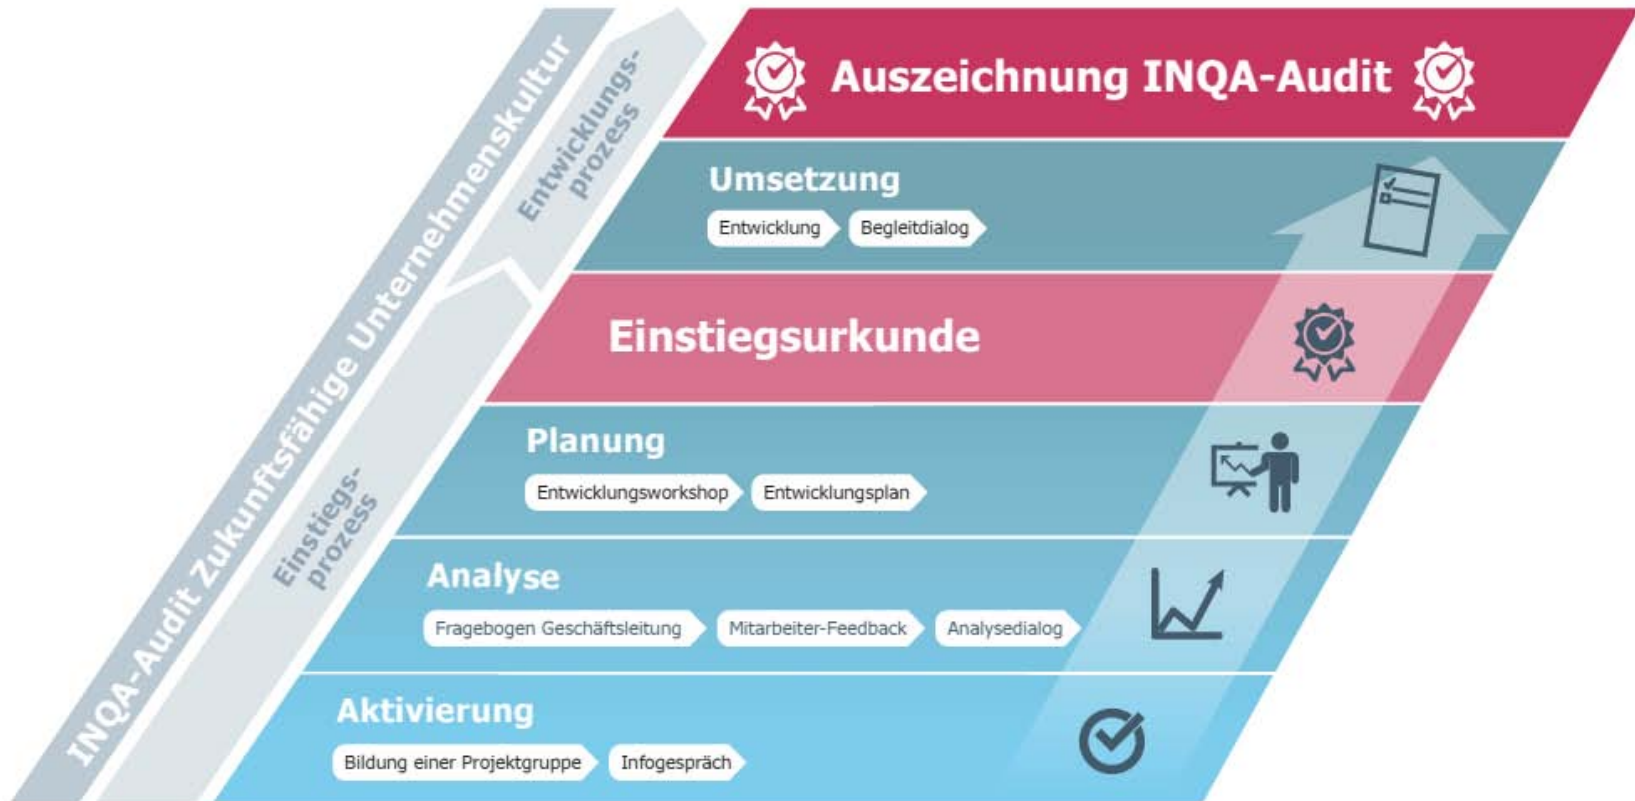 Auszeichnung INQA-Audit
INQA-Audit Zukunftsfähige Unternehmenskultur
Entwicklungs-
prozess
Umsetzung
Entwicklung
Begleitdialog
Einstiegsurkunde
Einstiegs-
prozess
Planung
Entwicklungsworkshop
Entwicklungsplan
Analyse
Fragebogen Geschäftsleitung
Mitarbeiter-Feedback
Analysedialog
Aktivierung
Bildung einer Projektgruppe
Infogespräch